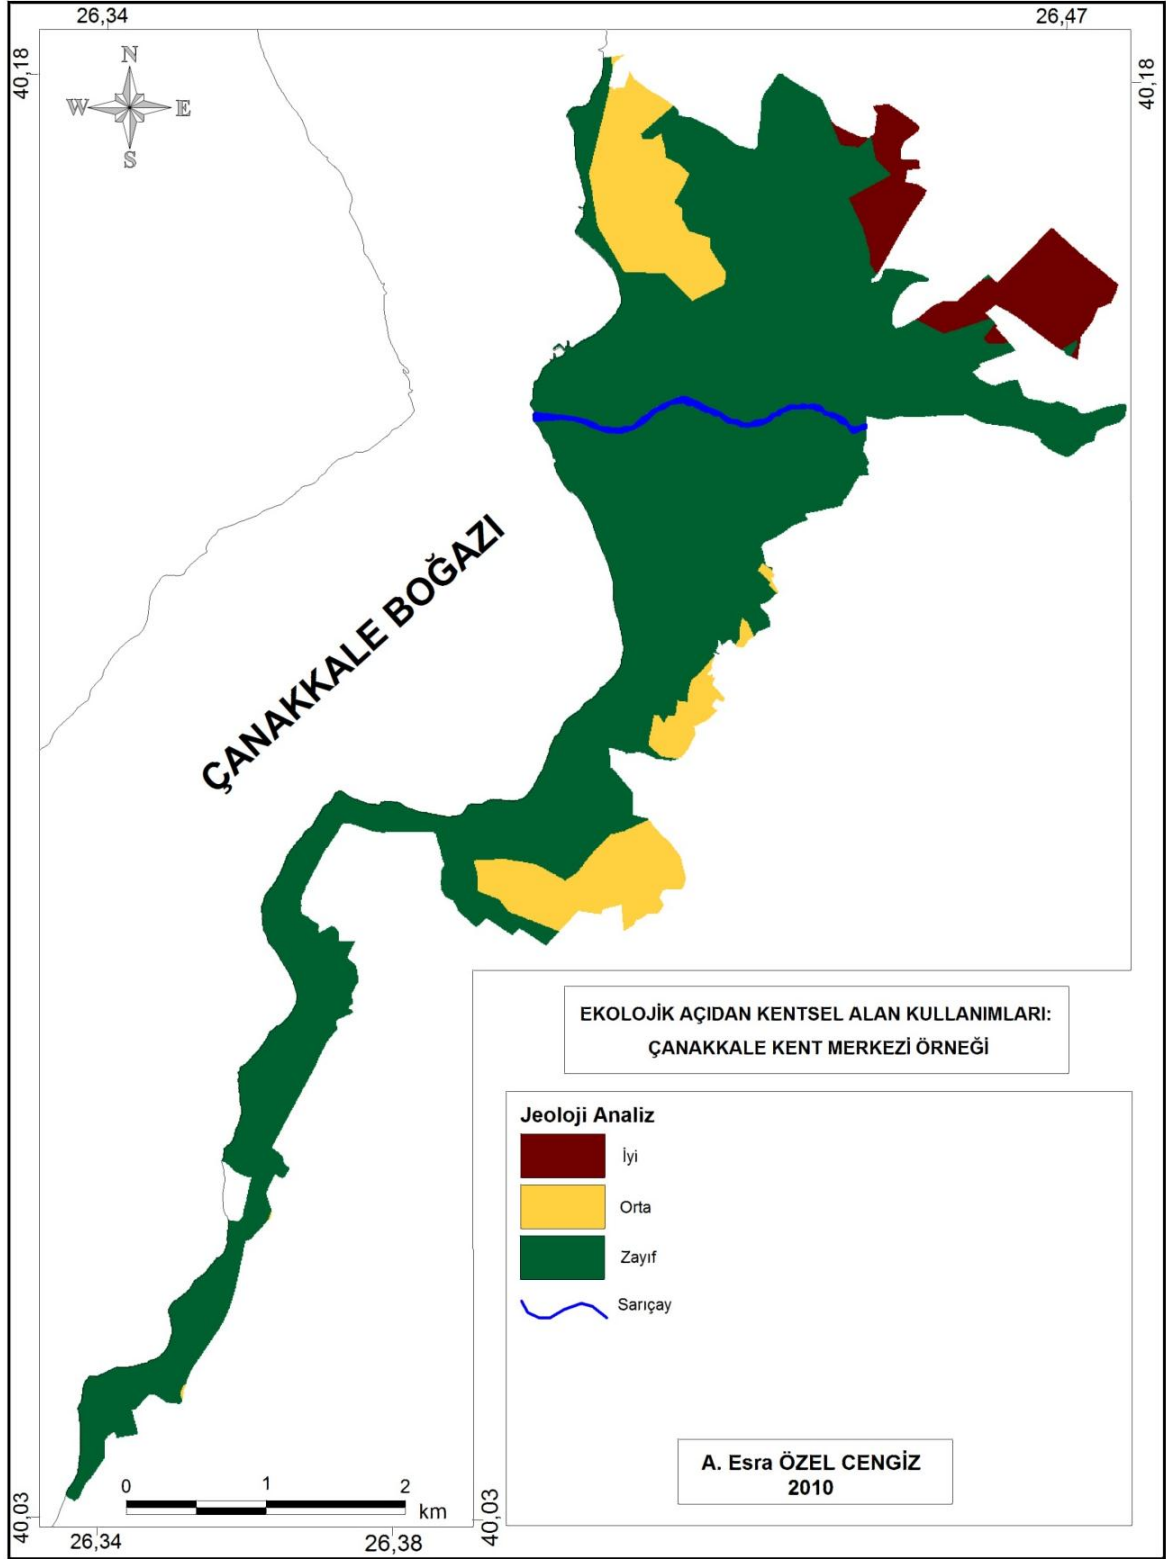 26,34
26,47
40,18
40,18
N
W
E
S
ÇANAKKALE BOĞAZI
EKOLOJİK AÇIDAN KENTSEL ALAN KULLANIMLARI:
ÇANAKKALE KENT MERKEZİ ÖRNEĞİ
Jeoloji Analiz
İyi
Orta
Zayıf
Sarıçay
A. Esra ÖZEL CENGİZ
2010
0 1 2
km
40,03
40,03
26,34
26,38